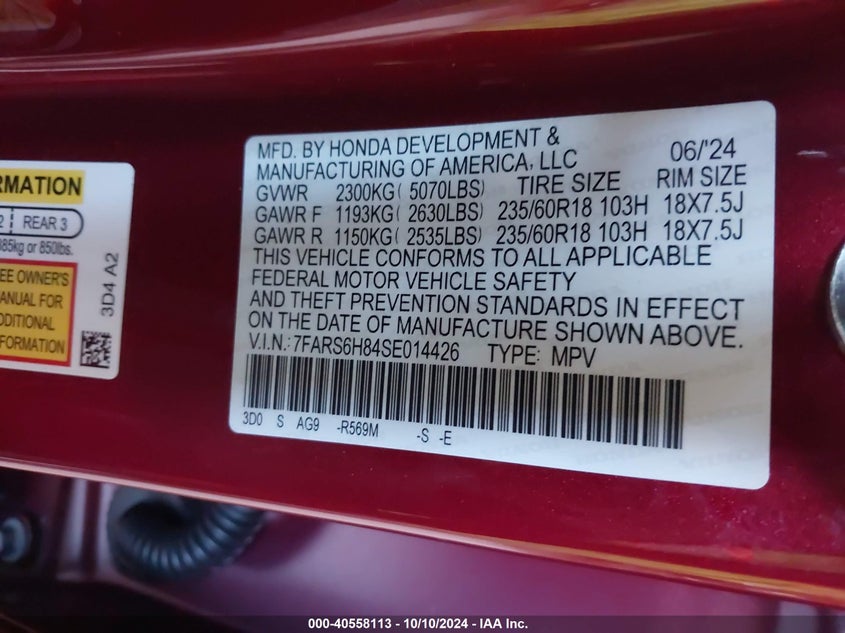 RMATION
2 REAR 3
85kg or 850lbs.
EE OWNER'S
ANUAL FOR
DDITIONAL
FORMATION
3D4 A2
MFD. BY HONDA DEVELOPMENT &
MANUFACTURING OF AMERICA, LLC 06/'24
GVWR 2300KG( 5070LBS) TIRE SIZE RIM SIZE
GAWR F 1193KG( 2630LBS) 235/60R18 103H 18X7.5J
GAWR R 1150KG( 2535LBS) 235/60R18 103H 18X7.5J
THIS VEHICLE CONFORMS TO ALL APPLICABLE
FEDERAL MOTOR VEHICLE SAFETY
AND THEFT PREVENTION STANDARDS IN EFFECT
ON THE DATE OF MANUFACTURE SHOWN ABOVE.
V.I.N.:7FARS6H84SE014426 TYPE: MPV
3D0 S AG9 -R569M -S -E
000-40558113 - 10/10/2024 - IAA Inc.